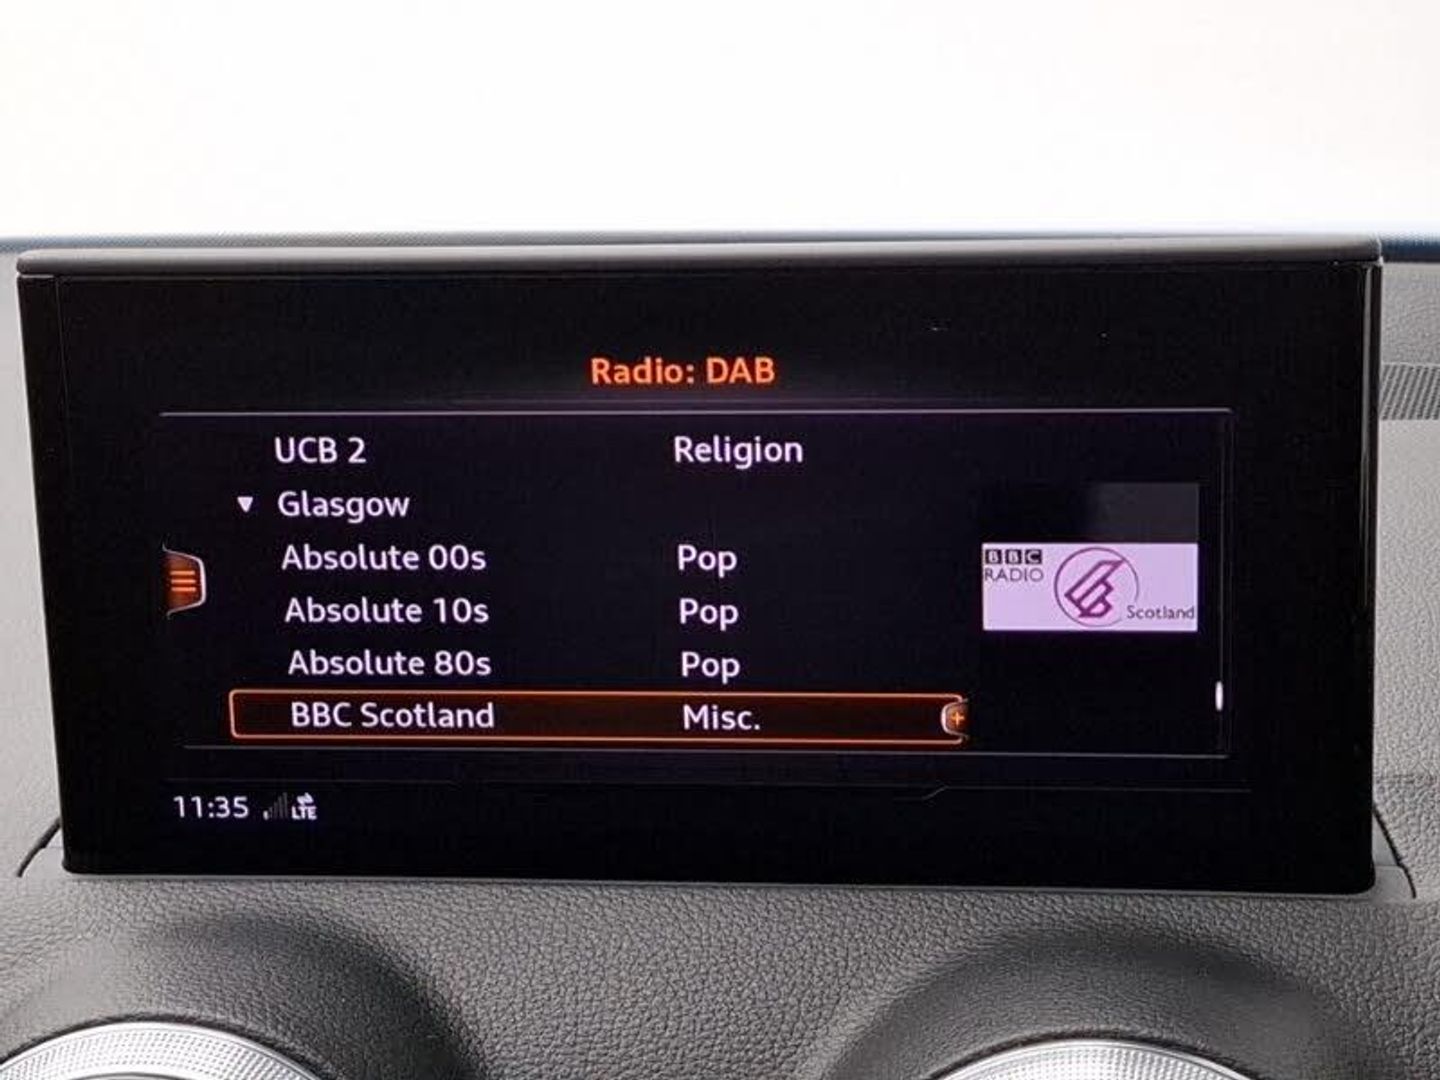 Radio: DAB
UCB 2 Religion
Glasgow
Absolute 00s Pop
Absolute 10s Pop
Absolute 80s Pop
BBC Scotland Misc.
BBC
RADIO
Scotland
11:35 LTE